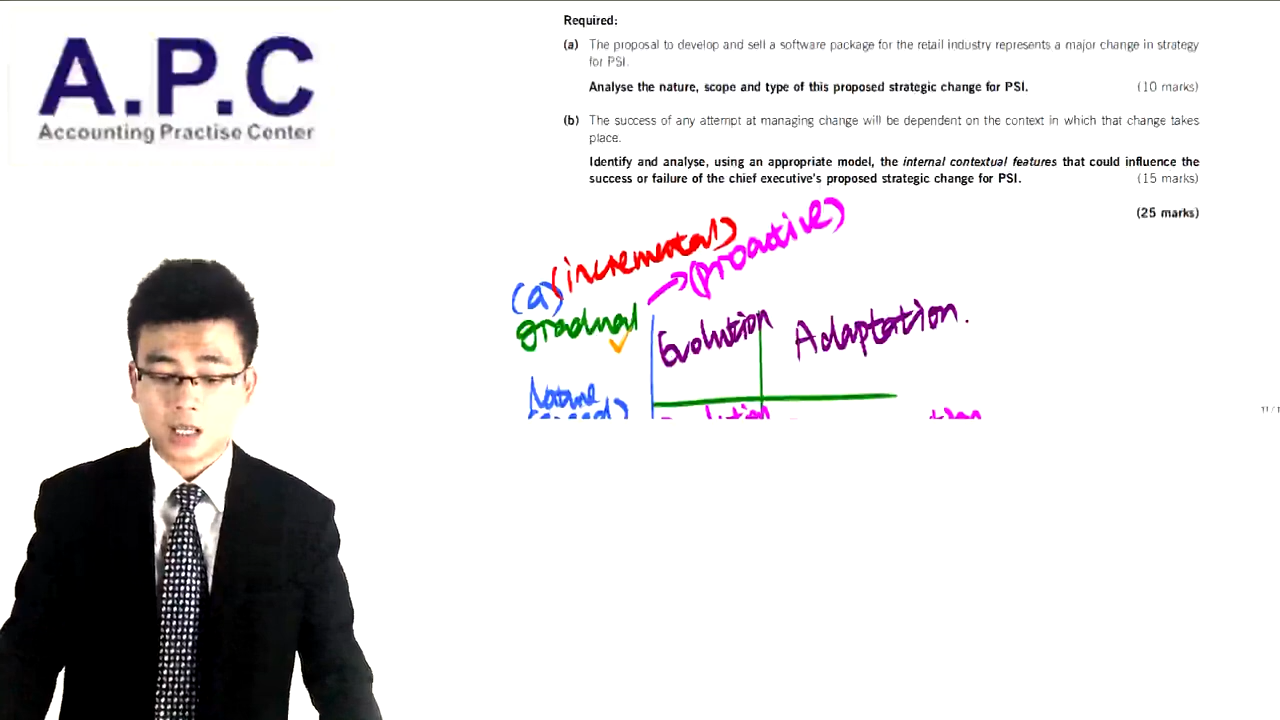 A.P.C
Accounting Practise Center
Required:
(a) The proposal to develop and sell a software package for the retail industry represents a major change in strategy
for PSI.
Analyse the nature, scope and type of this proposed strategic change for PSI. (10 marks)
(b) The success of any attempt at managing change will be dependent on the context in which that change takes
place.
Identify and analyse, using an appropriate model, the internal contextual features that could influence the
success or failure of the chief executive's proposed strategic change for PSI. (15 marks)
(25 marks)
(incremental)
(proactive)
(a)
gradual
Evolution
Adaptation.
Nature